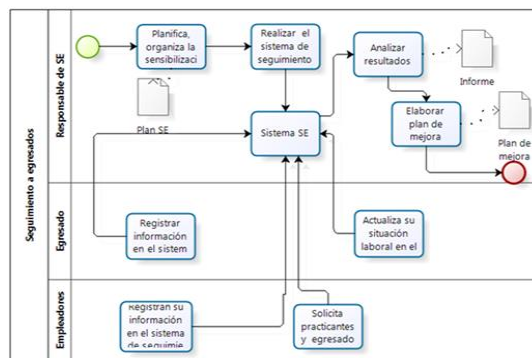 Seguimiento a egresados
Responsable de SE
Planifica,
organiza la
sensibilizaci
Realizar el
sistema de
seguimiento
Analizar
resultados
Informe
Plan SE
Sistema SE
Elaborar
plan de
mejora
Plan de
mejora
Egresado
Registrar
información
en el sistem
Actualiza su
situación
laboral en el
Empleadores
Registran su
información
en el sistema
de seguimie
Solicita
practicantes
y egresado